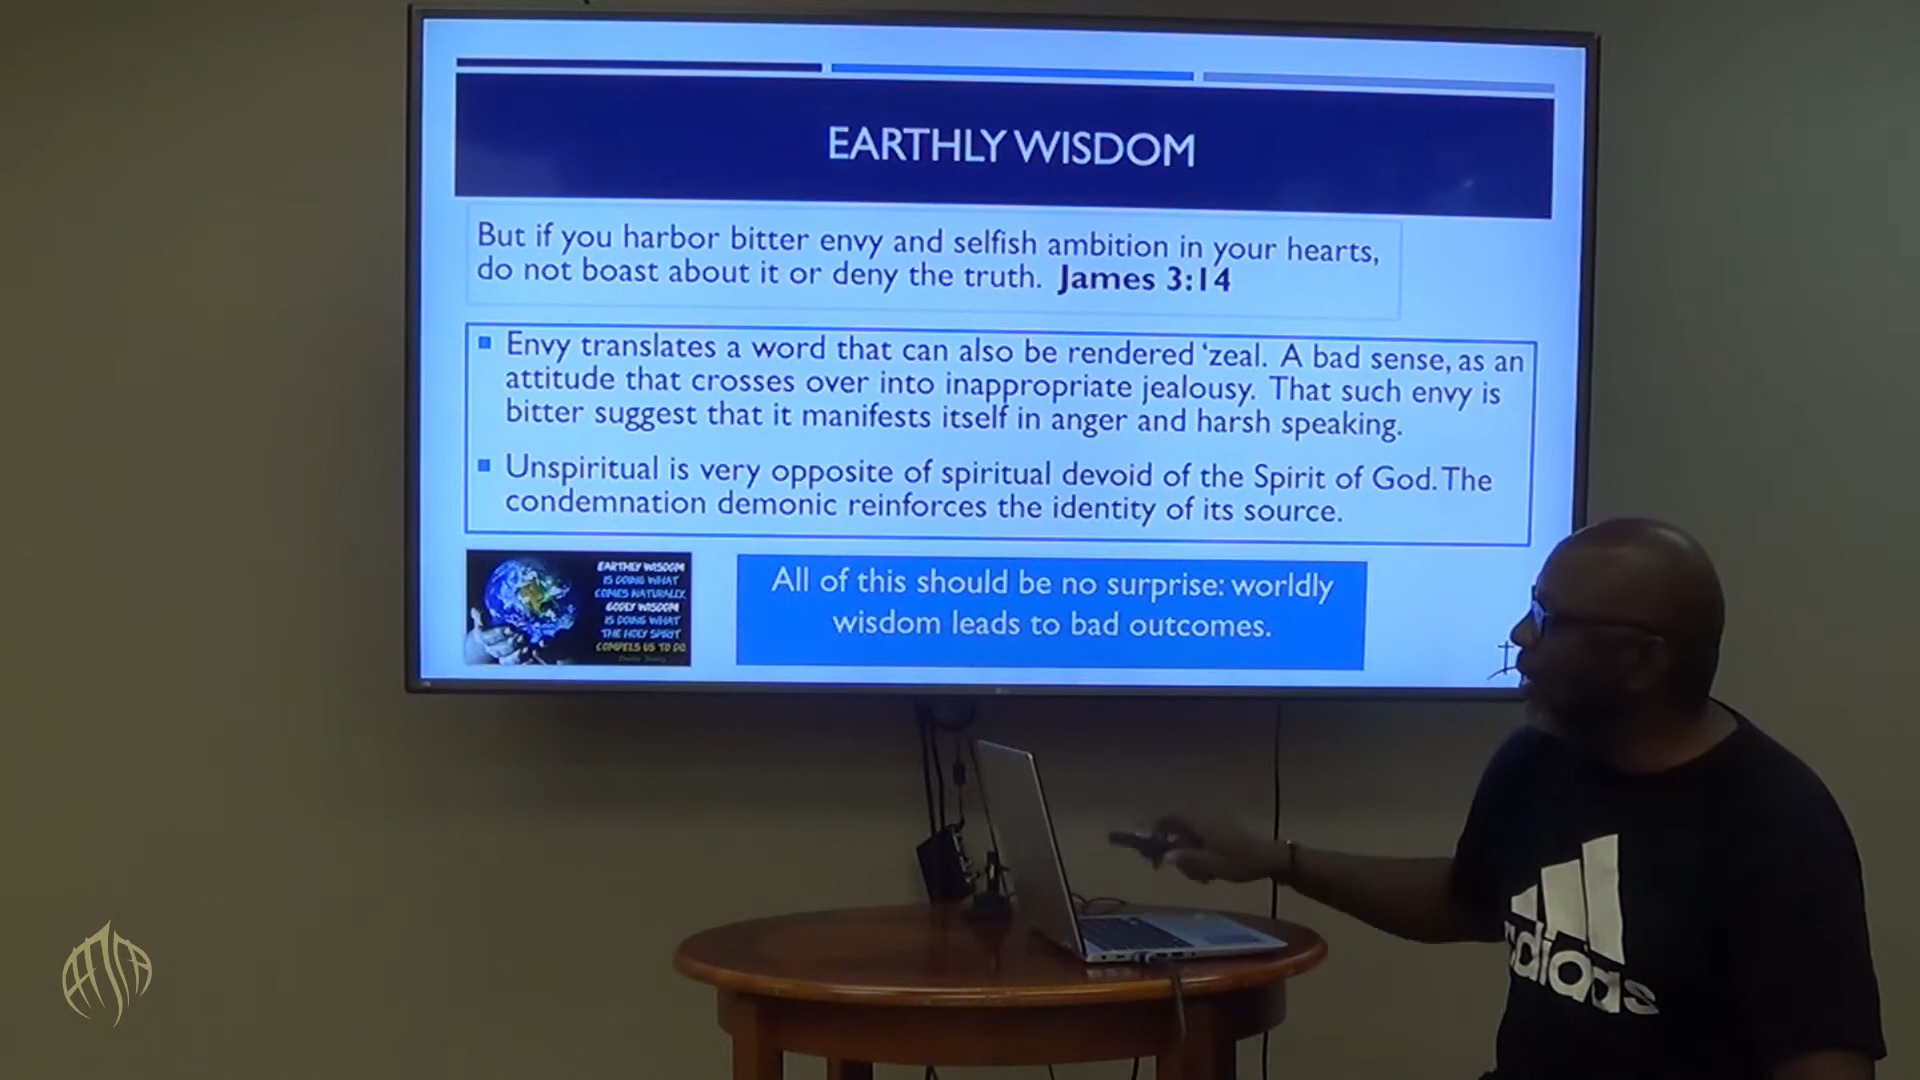 EARTHLY WISDOM
But if you harbor bitter envy and selfish ambition in your hearts,
do not boast about it or deny the truth. James 3:14
Envy translates a word that can also be rendered ‘zeal. A bad sense, as an
attitude that crosses over into inappropriate jealousy. That such envy is
bitter suggest that it manifests itself in anger and harsh speaking.
Unspiritual is very opposite of spiritual devoid of the Spirit of God. The
condemnation demonic reinforces the identity of its source.
EARTHLY WISDOM
IS DOING WHAT
COMES NATURALLY.
GODLY WISDOM
IS DOING WHAT
THE HOLY SPIRIT
COMPELS US TO DO.
All of this should be no surprise: worldly
wisdom leads to bad outcomes.
adidas